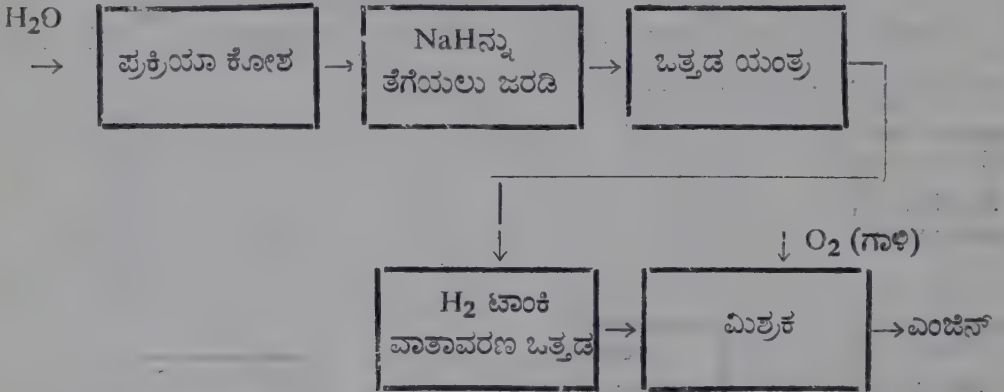 H₂O
→ ಪ್ರಕ್ರಿಯಾ ಕೋಶ →
NaHನ್ನು
ತೆಗೆಯಲು ಜರಡಿ
→ ಒತ್ತಡ ಯಂತ್ರ
↓ O₂ (ಗಾಳಿ)
H₂ ಟಾಂಕಿ
ವಾತಾವರಣ ಒತ್ತಡ
→ ಮಿಶ್ರಕ →ಎಂಜಿನ್